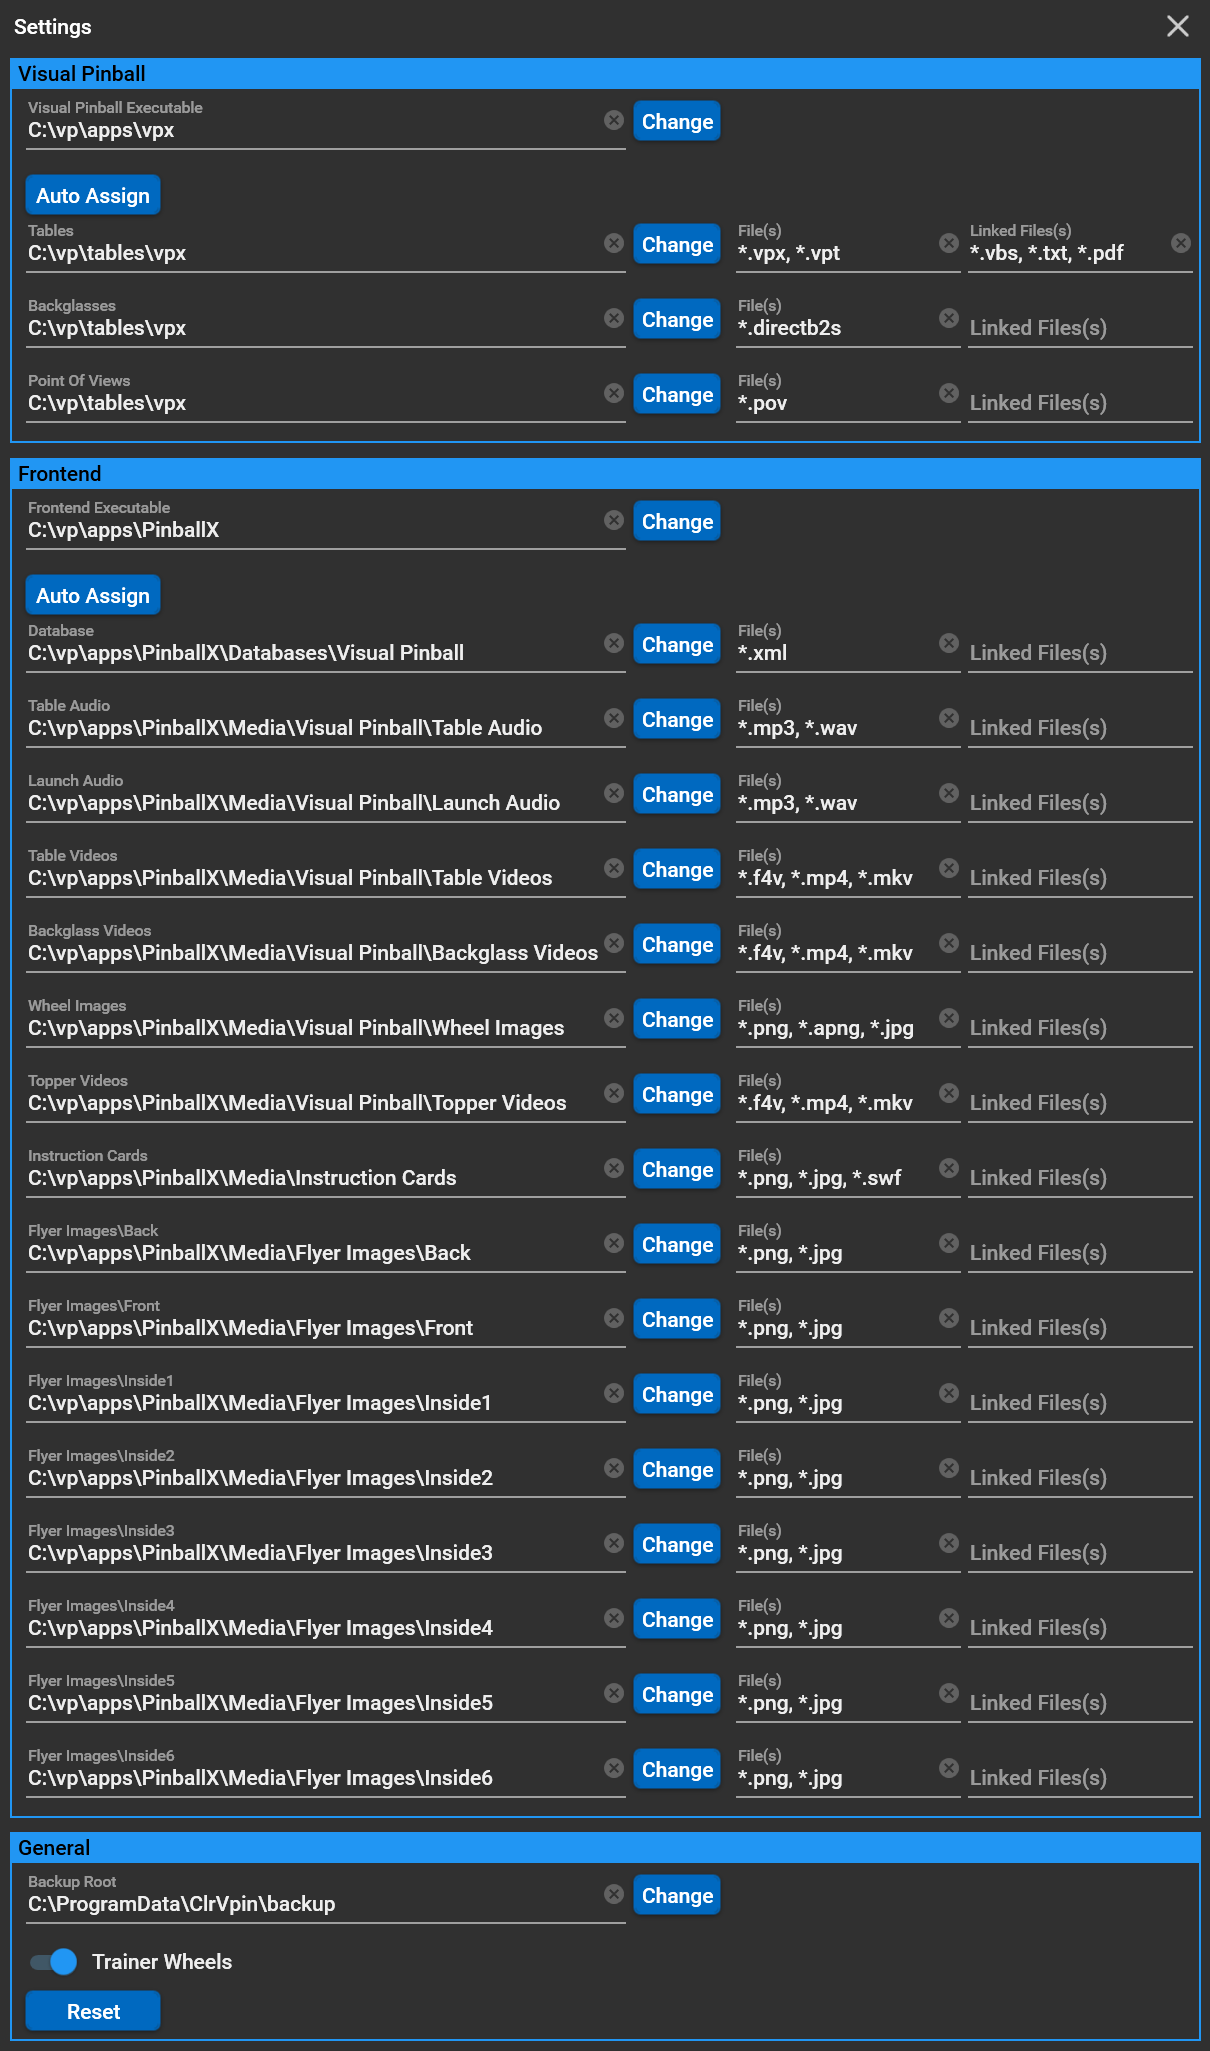 Settings
Visual Pinball
Visual Pinball Executable
C:\vp\apps\vpx
Change
Auto Assign
Tables
C:\vp\tables\vpx
Change
File(s)
*.vpx, *.vpt
Linked Files(s)
*.vbs, *.txt, *.pdf
Backglasses
C:\vp\tables\vpx
Change
File(s)
*.directb2s
Linked Files(s)
Point Of Views
C:\vp\tables\vpx
Change
File(s)
*.pov
Linked Files(s)
Frontend
Frontend Executable
C:\vp\apps\PinballX
Change
Auto Assign
Database
C:\vp\apps\PinballX\Databases\Visual Pinball
Change
File(s)
*.xml
Linked Files(s)
Table Audio
C:\vp\apps\PinballX\Media\Visual Pinball\Table Audio
Change
File(s)
*.mp3, *.wav
Linked Files(s)
Launch Audio
C:\vp\apps\PinballX\Media\Visual Pinball\Launch Audio
Change
File(s)
*.mp3, *.wav
Linked Files(s)
Table Videos
C:\vp\apps\PinballX\Media\Visual Pinball\Table Videos
Change
File(s)
*.f4v, *.mp4, *.mkv
Linked Files(s)
Backglass Videos
C:\vp\apps\PinballX\Media\Visual Pinball\Backglass Videos
Change
File(s)
*.f4v, *.mp4, *.mkv
Linked Files(s)
Wheel Images
C:\vp\apps\PinballX\Media\Visual Pinball\Wheel Images
Change
File(s)
*.png, *.apng, *.jpg
Linked Files(s)
Topper Videos
C:\vp\apps\PinballX\Media\Visual Pinball\Topper Videos
Change
File(s)
*.f4v, *.mp4, *.mkv
Linked Files(s)
Instruction Cards
C:\vp\apps\PinballX\Media\Instruction Cards
Change
File(s)
*.png, *.jpg, *.swf
Linked Files(s)
Flyer Images\Back
C:\vp\apps\PinballX\Media\Flyer Images\Back
Change
File(s)
*.png, *.jpg
Linked Files(s)
Flyer Images\Front
C:\vp\apps\PinballX\Media\Flyer Images\Front
Change
File(s)
*.png, *.jpg
Linked Files(s)
Flyer Images\Inside1
C:\vp\apps\PinballX\Media\Flyer Images\Inside1
Change
File(s)
*.png, *.jpg
Linked Files(s)
Flyer Images\Inside2
C:\vp\apps\PinballX\Media\Flyer Images\Inside2
Change
File(s)
*.png, *.jpg
Linked Files(s)
Flyer Images\Inside3
C:\vp\apps\PinballX\Media\Flyer Images\Inside3
Change
File(s)
*.png, *.jpg
Linked Files(s)
Flyer Images\Inside4
C:\vp\apps\PinballX\Media\Flyer Images\Inside4
Change
File(s)
*.png, *.jpg
Linked Files(s)
Flyer Images\Inside5
C:\vp\apps\PinballX\Media\Flyer Images\Inside5
Change
File(s)
*.png, *.jpg
Linked Files(s)
Flyer Images\Inside6
C:\vp\apps\PinballX\Media\Flyer Images\Inside6
Change
File(s)
*.png, *.jpg
Linked Files(s)
General
Backup Root
C:\ProgramData\ClrVpin\backup
Change
Trainer Wheels
Reset